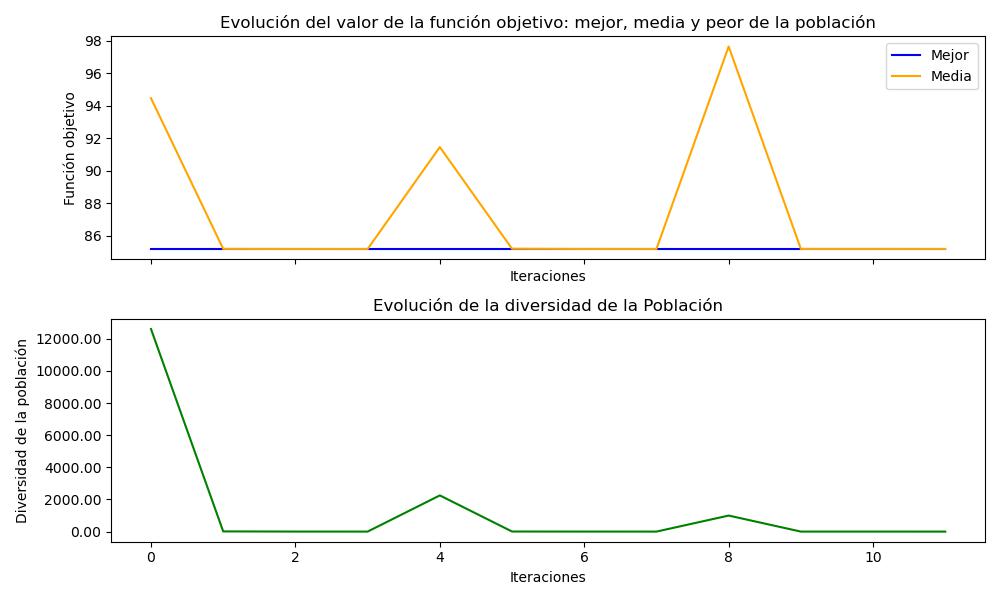 Evolución del valor de la función objetivo: mejor, media y peor de la población
98
96
94
92
90
88
86
Función objetivo
Mejor
Media
Iteraciones
Evolución de la diversidad de la Población
12000.00
10000.00
8000.00
6000.00
4000.00
2000.00
0.00
Diversidad de la población
0 2 4 6 8 10
Iteraciones